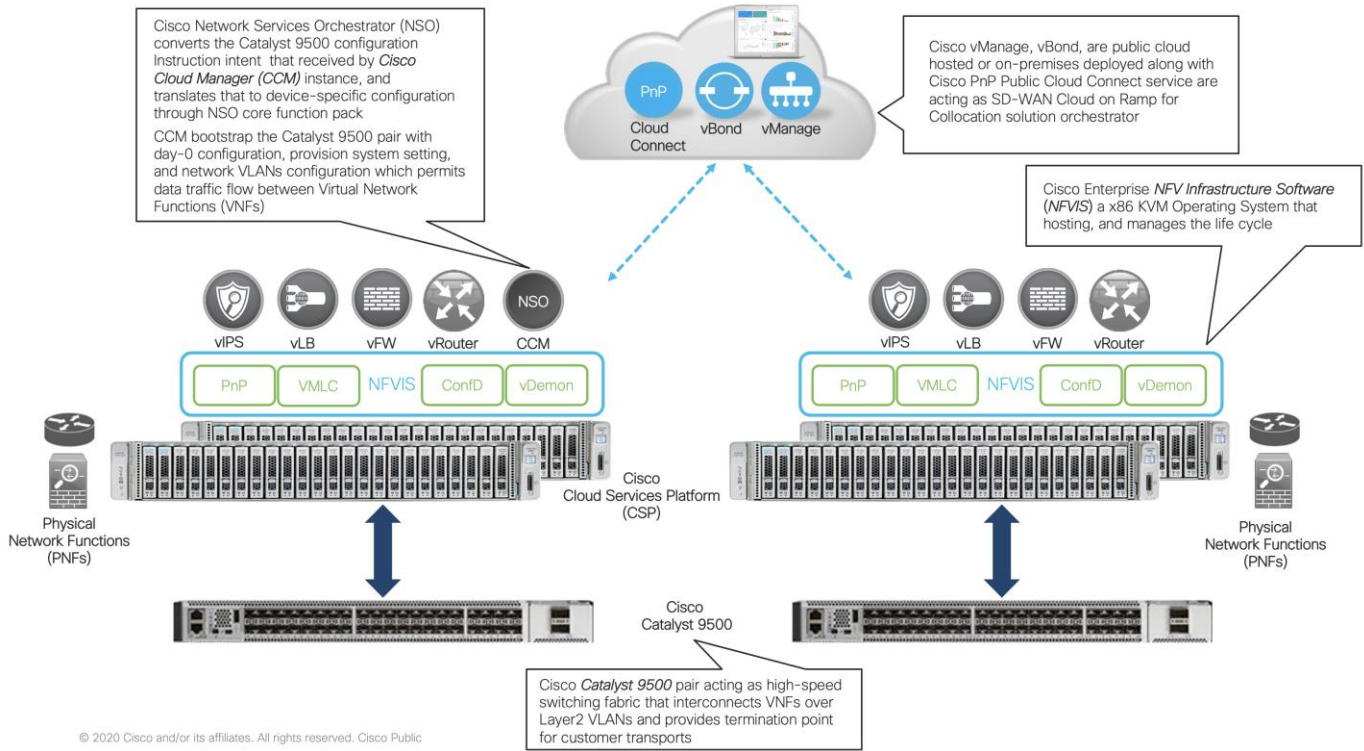 Cisco Network Services Orchestrator (NSO)
converts the Catalyst 9500 configuration
Instruction intent that received by Cisco
Cloud Manager (CCM) instance, and
translates that to device-specific configuration
through NSO core function pack
CCM bootstrap the Catalyst 9500 pair with
day-0 configuration, provision system setting,
and network VLANs configuration which permits
data traffic flow between Virtual Network
Functions (VNFs)
PnP
Cloud
Connect
vBond
vManage
Cisco vManage, vBond, are public cloud
hosted or on-premises deployed along with
Cisco PnP Public Cloud Connect service are
acting as SD-WAN Cloud on Ramp for
Collocation solution orchestrator
Cisco Enterprise NFV Infrastructure Software
(NFVIS) a x86 KVM Operating System that
hosting, and manages the life cycle
NSO
vIPS vLB vFW vRouter CCM
PnP VMLC NFVIS ConfD vDemon
vIPS vLB vFW vRouter
PnP VMLC NFVIS ConfD vDemon
Physical
Network Functions
(PNFs)
Cisco
Cloud Services Platform
(CSP)
Physical
Network Functions
(PNFs)
Cisco
Catalyst 9500
Cisco Catalyst 9500 pair acting as high-speed
switching fabric that interconnects VNFs over
Layer2 VLANs and provides termination point
for customer transports
© 2020 Cisco and/or its affiliates. All rights reserved. Cisco Public